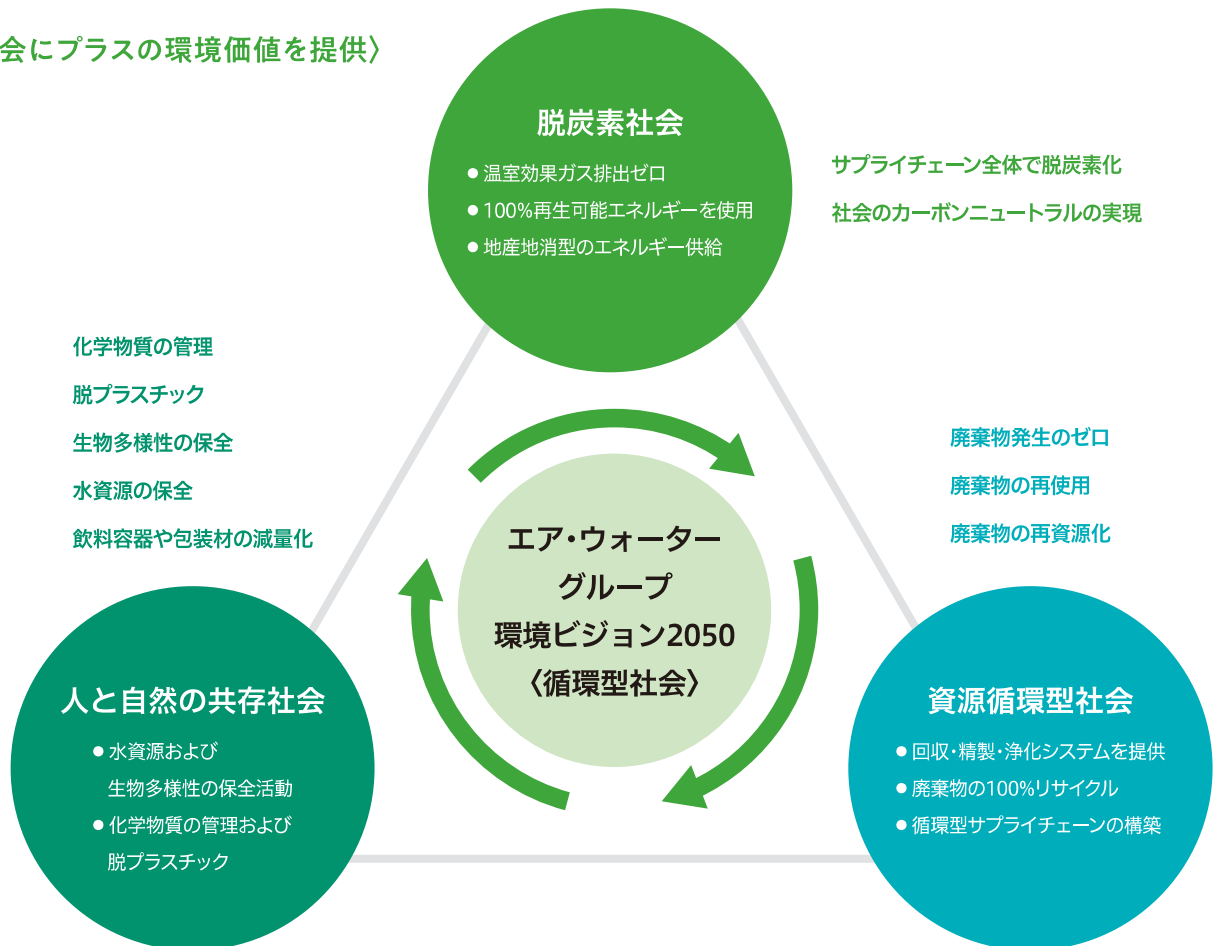 会にプラスの環境価値を提供〉
脱炭素社会
● 温室効果ガス排出ゼロ
● 100%再生可能エネルギーを使用
● 地産地消型のエネルギー供給
サプライチェーン全体で脱炭素化
社会のカーボンニュートラルの実現
化学物質の管理
脱プラスチック
生物多様性の保全
水資源の保全
飲料容器や包装材の減量化
廃棄物発生のゼロ
廃棄物の再使用
廃棄物の再資源化
エア・ウォーター
グループ
環境ビジョン2050
〈循環型社会〉
人と自然の共存社会
● 水資源および
生物多様性の保全活動
● 化学物質の管理および
脱プラスチック
資源循環型社会
● 回収・精製・浄化システムを提供
● 廃棄物の100%リサイクル
● 循環型サプライチェーンの構築